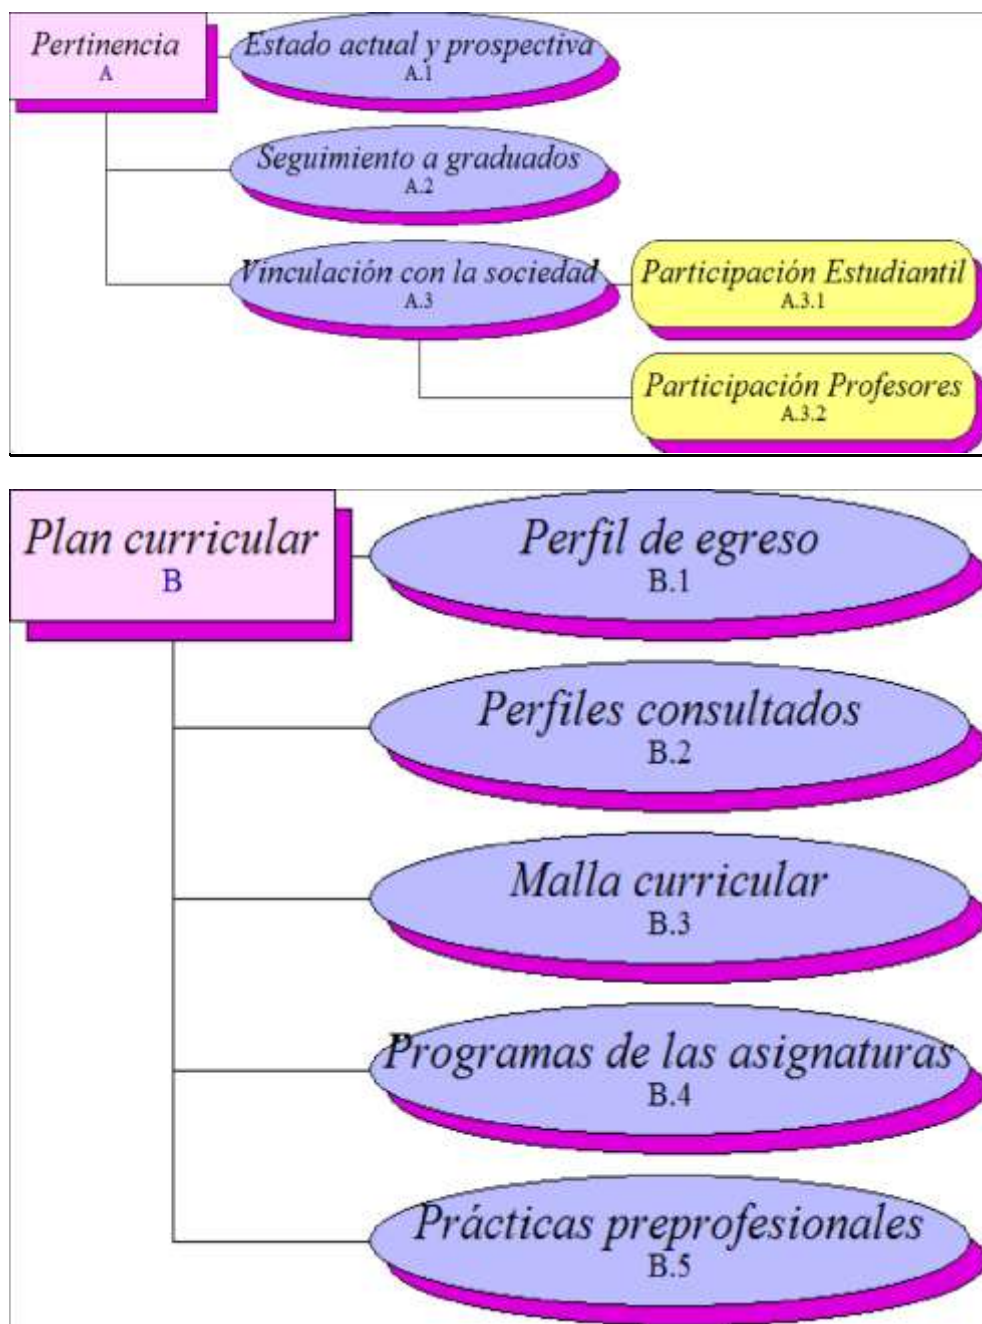 Pertinencia
A
Estado actual y prospectiva
A.1
Seguimiento a graduados
A.2
Vinculación con la sociedad
A.3
Participación Estudiantil
A.3.1
Participación Profesores
A.3.2
Plan curricular
B
Perfil de egreso
B.1
Perfiles consultados
B.2
Malla curricular
B.3
Programas de las asignaturas
B.4
Prácticas preprofesionales
B.5